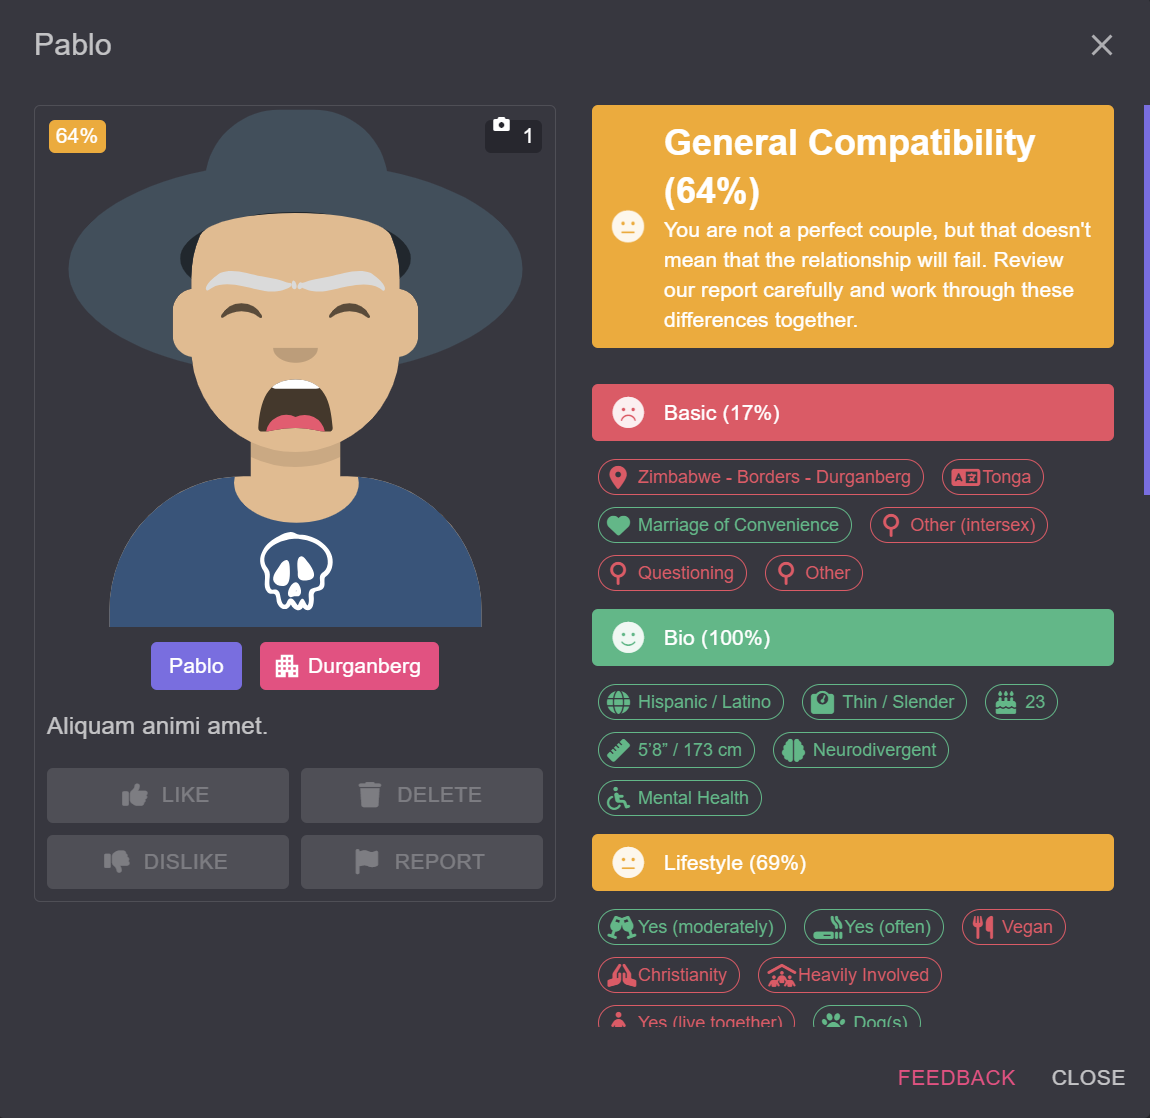 Pablo
64%
1
Pablo
Durganberg
Aliquam animi amet.
LIKE
DELETE
DISLIKE
REPORT
General Compatibility
(64%)
You are not a perfect couple, but that doesn't
mean that the relationship will fail. Review
our report carefully and work through these
differences together.
Basic (17%)
Zimbabwe - Borders - Durganberg
Tonga
Marriage of Convenience
Other (intersex)
Questioning
Other
Bio (100%)
Hispanic / Latino
Thin / Slender
23
5’8” / 173 cm
Neurodivergent
Mental Health
Lifestyle (69%)
Yes (moderately)
Yes (often)
Vegan
Christianity
Heavily Involved
Yes (live together)
Dog(s)
FEEDBACK
CLOSE